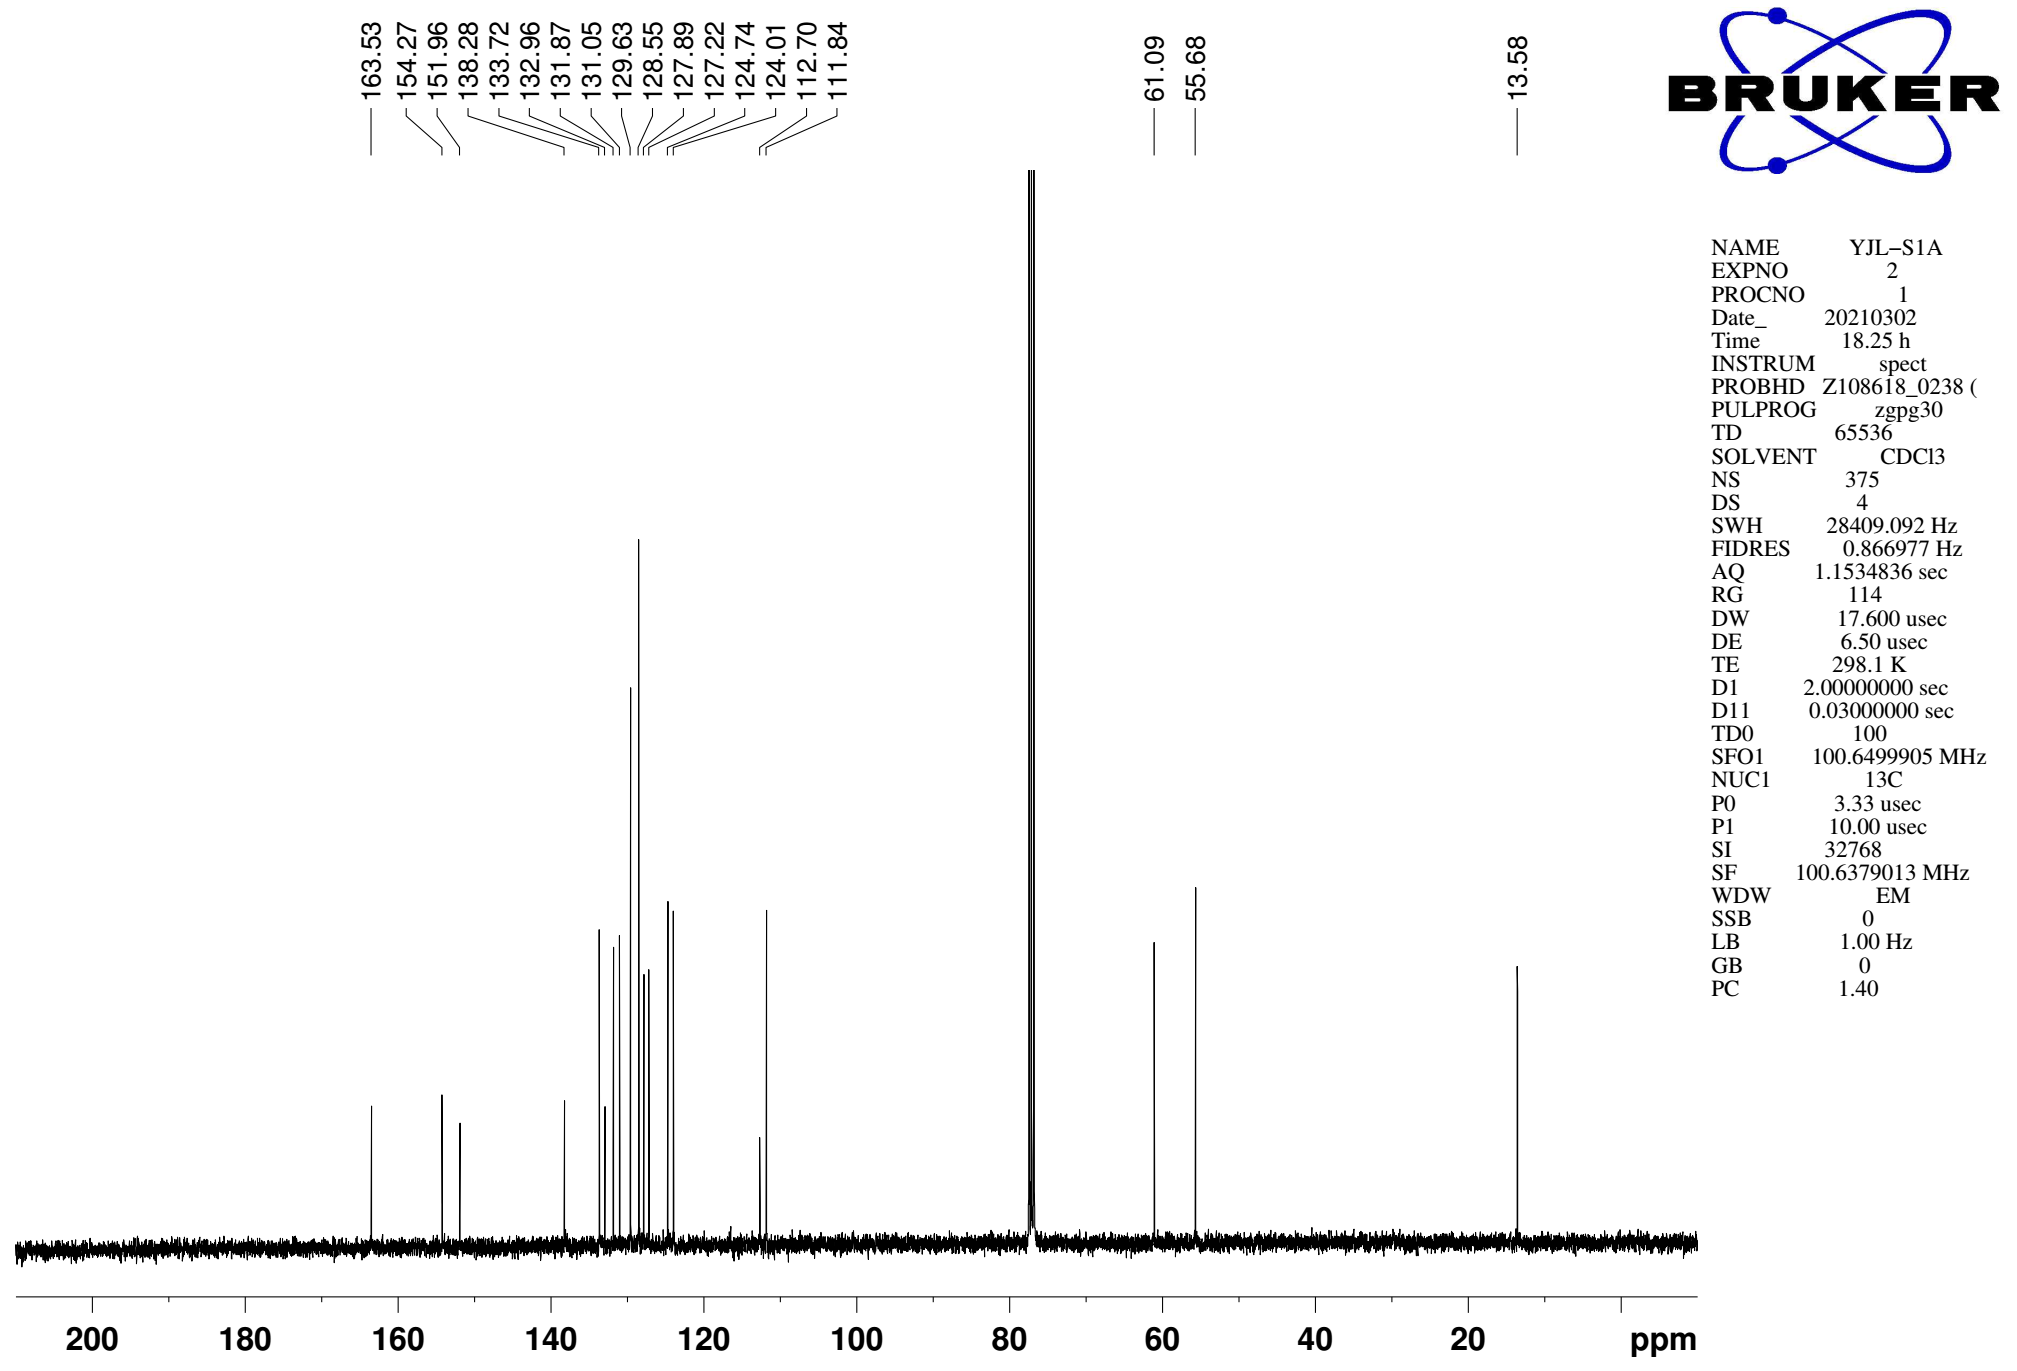 163.53
154.27
151.96
138.28
133.72
132.96
131.87
131.05
129.63
128.55
127.89
127.22
124.74
124.01
112.70
111.84
61.09
55.68
13.58
BRUKER
NAME YJL-S1A
EXPNO 2
PROCNO 1
Date_ 20210302
Time 18.25 h
INSTRUM spect
PROBHD Z108618_0238 (
PULPROG zgpg30
TD 65536
SOLVENT CDCl3
NS 375
DS 4
SWH 28409.092 Hz
FIDRES 0.866977 Hz
AQ 1.1534836 sec
RG 114
DW 17.600 usec
DE 6.50 usec
TE 298.1 K
D1 2.00000000 sec
D11 0.03000000 sec
TD0 100
SFO1 100.6499905 MHz
NUC1 13C
P0 3.33 usec
P1 10.00 usec
SI 32768
SF 100.6379013 MHz
WDW EM
SSB 0
LB 1.00 Hz
GB 0
PC 1.40
200 180 160 140 120 100 80 60 40 20 ppm